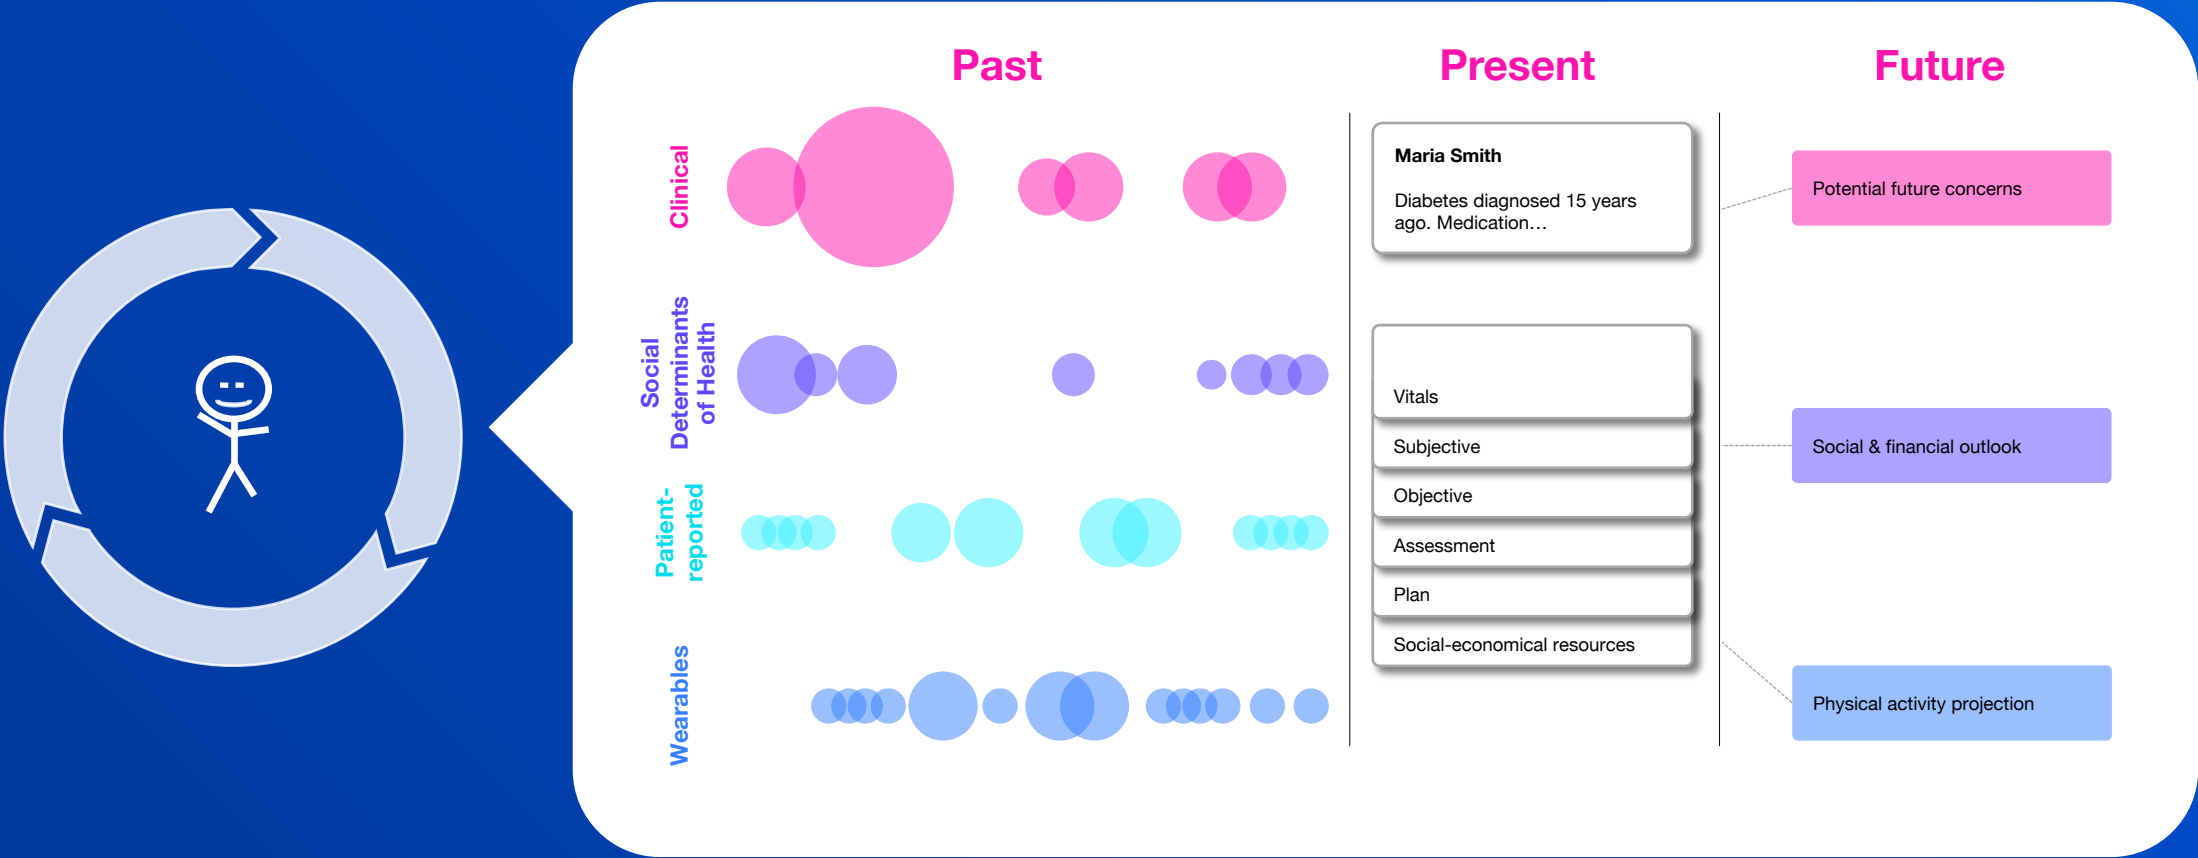 Past
Present
Future
Clinical
Social
Determinants
of Health
Patient-
reported
Wearables
Maria Smith
Diabetes diagnosed 15 years
ago. Medication...
Vitals
Subjective
Objective
Assessment
Plan
Social-economical resources
Potential future concerns
Social & financial outlook
Physical activity projection